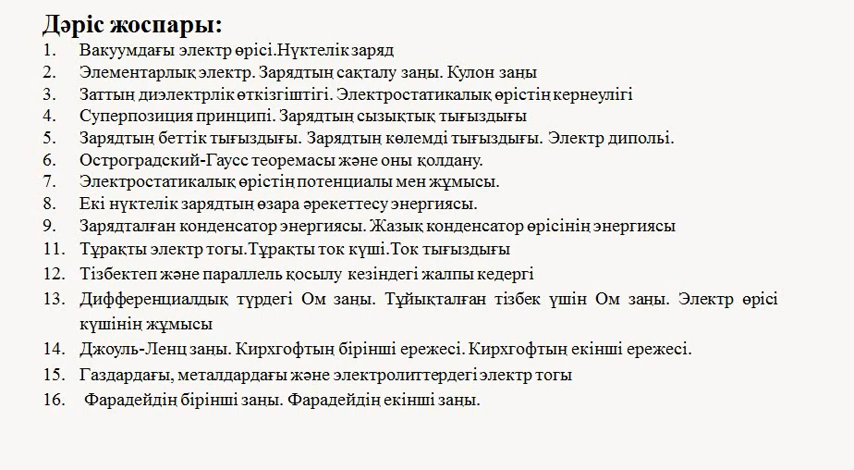 Дәріс жоспары:
1. Вакуумдағы электр өрісі.Нүктелік заряд
2. Элементарлық электр. Зарядтың сақталу заңы. Кулон заңы
3. Заттың диэлектрлік өткізгіштігі. Электростатикалық өрістің кернеулігі
4. Суперпозиция принципі. Зарядтың сызықтық тығыздығы
5. Зарядтың беттік тығыздығы. Зарядтың көлемді тығыздығы. Электр дипольі.
6. Остроградский-Гаусс теоремасы және оны қолдану.
7. Электростатикалық өрістің потенциалы мен жұмысы.
8. Екі нүктелік зарядтың өзара әрекеттесу энергиясы.
9. Зарядталған конденсатор энергиясы. Жазық конденсатор өрісінің энергиясы
11. Тұрақты электр тогы.Тұрақты ток күші.Ток тығыздығы
12. Тізбектеп және параллель қосылу кезіндегі жалпы кедергі
13. Дифференциалдық түрдегі Ом заңы. Тұйықталған тізбек үшін Ом заңы. Электр өрісі
күшінің жұмысы
14. Джоуль-Ленц заңы. Кирхгофтың бірінші ережесі. Кирхгофтың екінші ережесі.
15. Газдардағы, металдардағы және электролиттердегі электр тогы
16. Фарадейдің бірінші заңы. Фарадейдің екінші заңы.